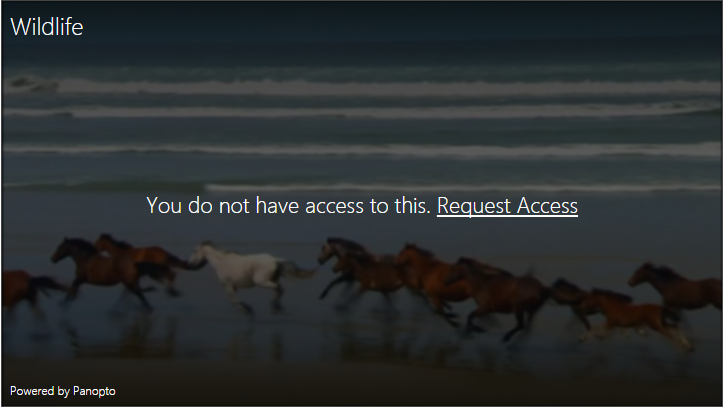 Wildlife
You do not have access to this. Request Access
Powered by Panopto